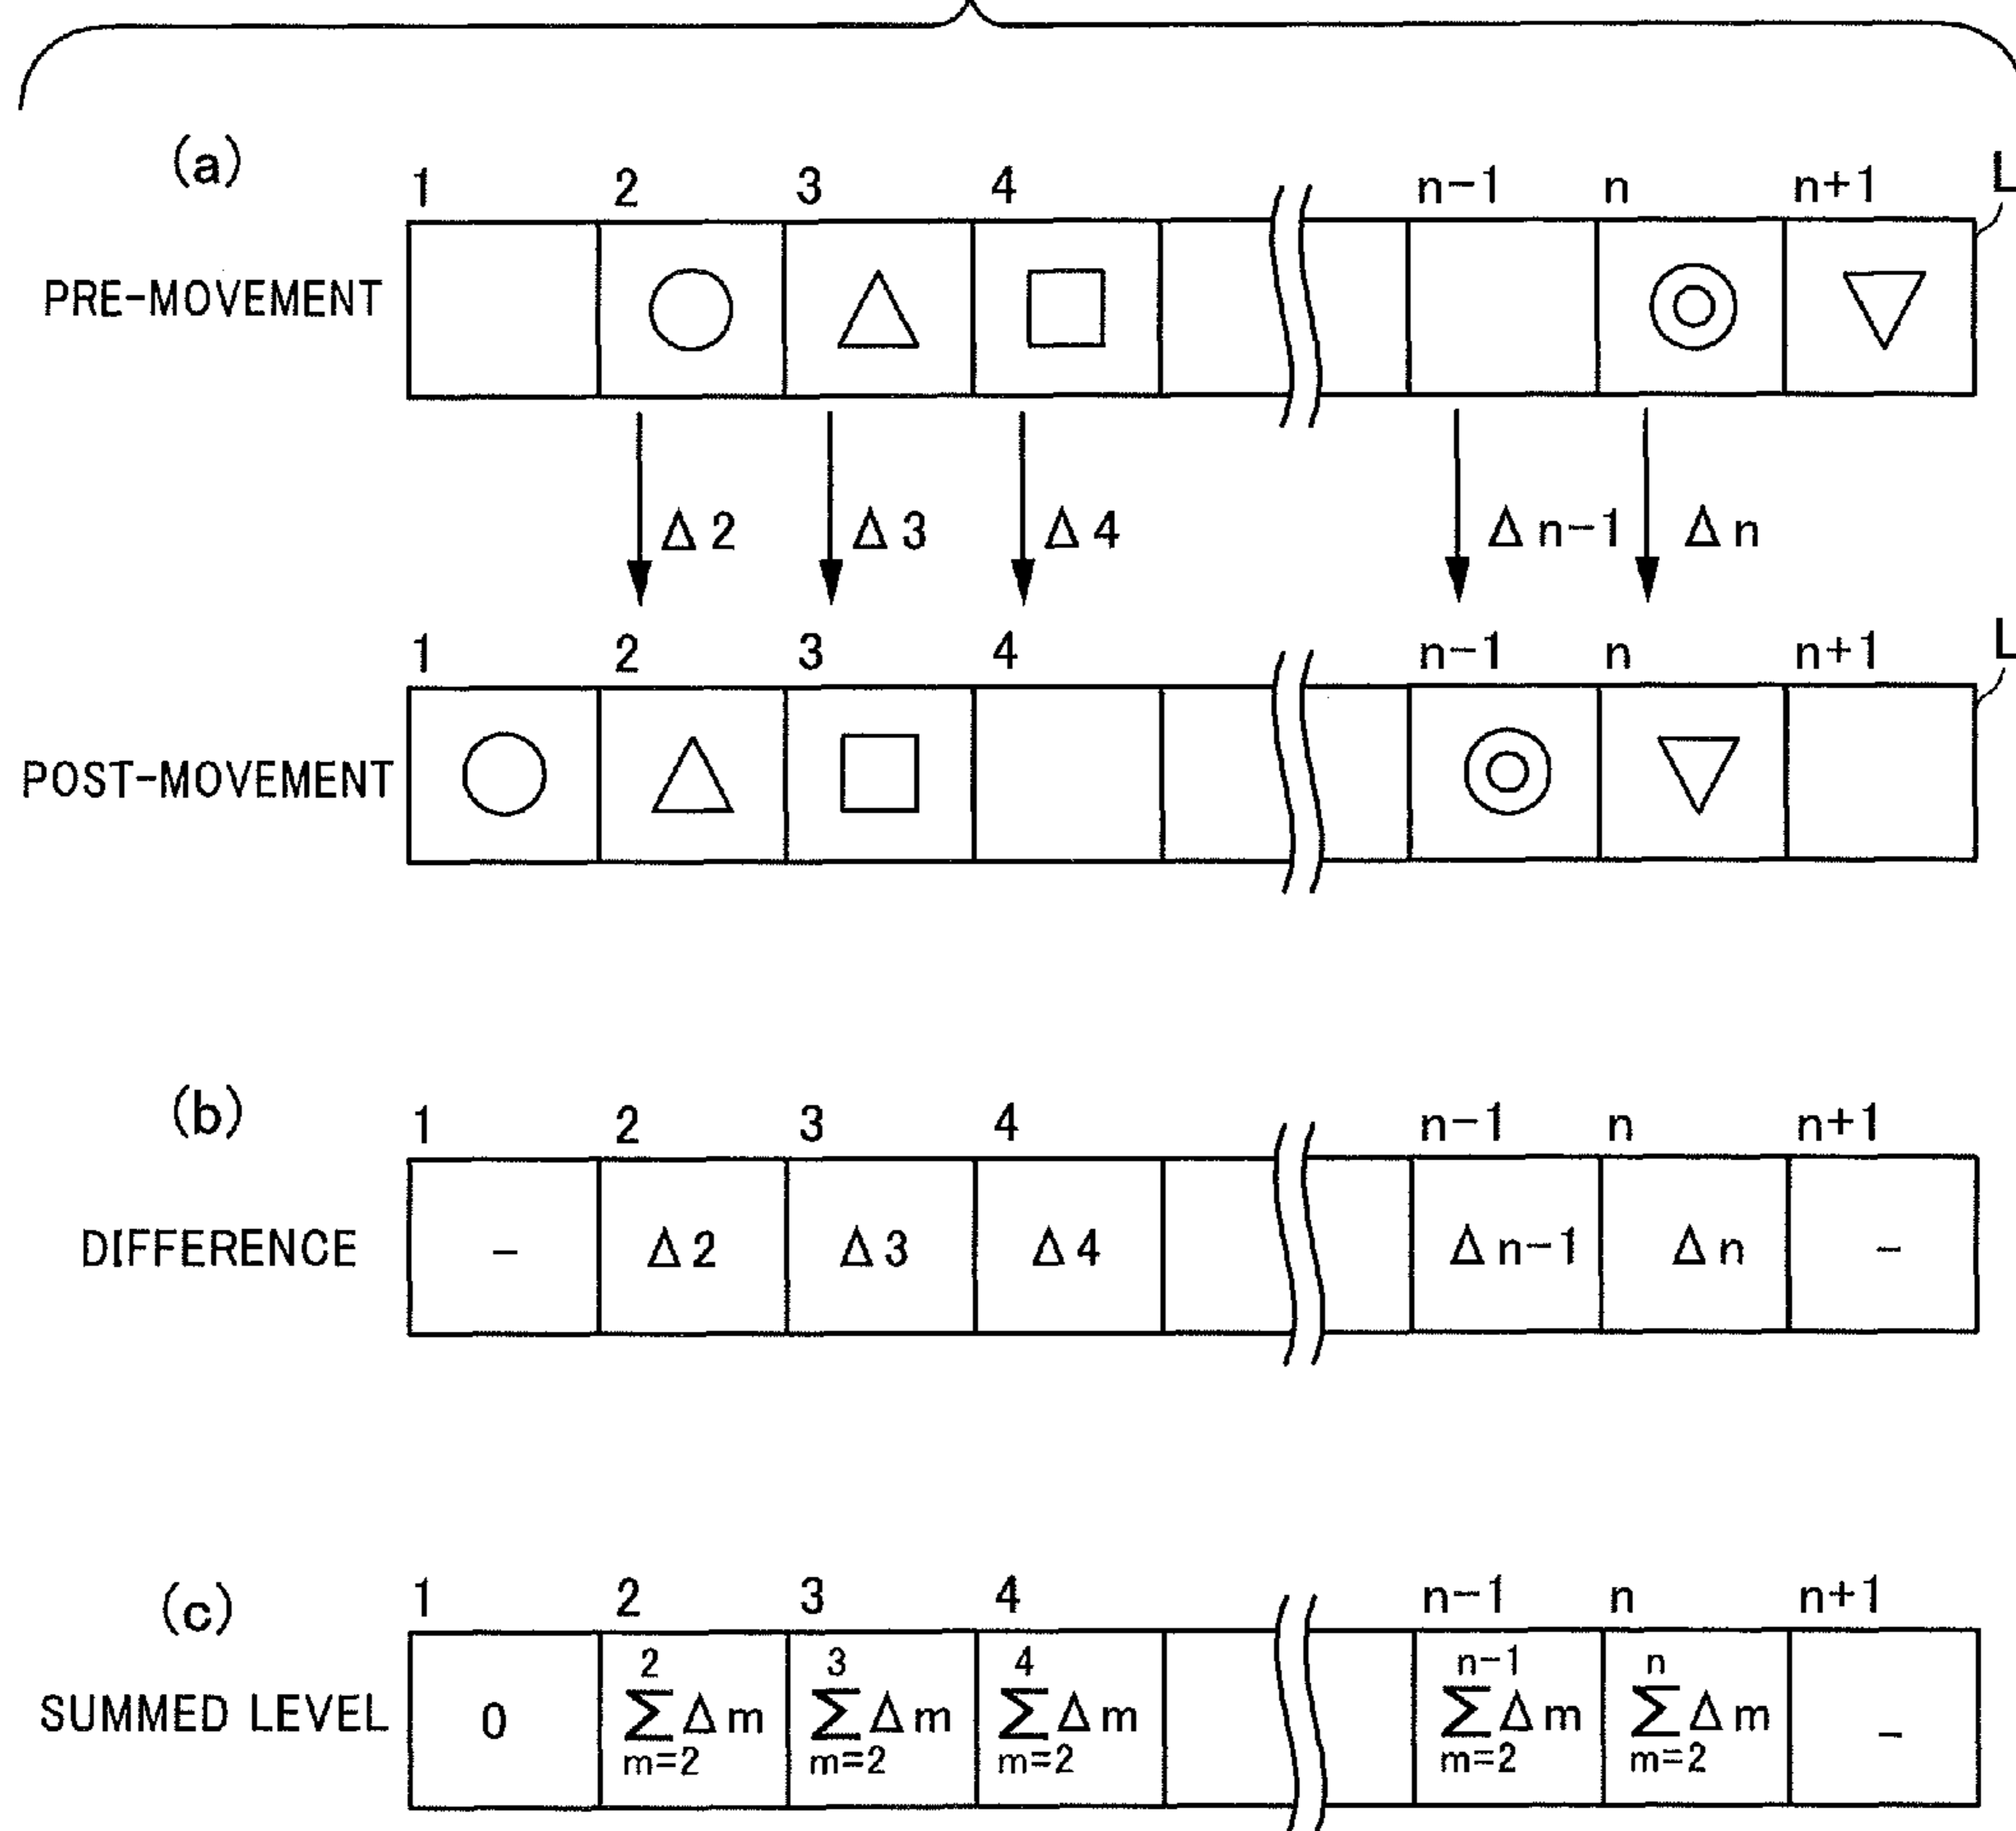 (a)
1 2 3 4 n-1 n n+1 L
PRE-MOVEMENT
Δ2 Δ3 Δ4 Δn-1 Δn
1 2 3 4 n-1 n n+1 L
POST-MOVEMENT
(b)
1 2 3 4 n-1 n n+1
DIFFERENCE - Δ2 Δ3 Δ4 Δn-1 Δn -
(c)
1 2 3 4 n-1 n n+1
2 3 4 n-1 n
SUMMED LEVEL 0 ΣΔm ΣΔm ΣΔm ΣΔm ΣΔm -
m=2 m=2 m=2 m=2 m=2